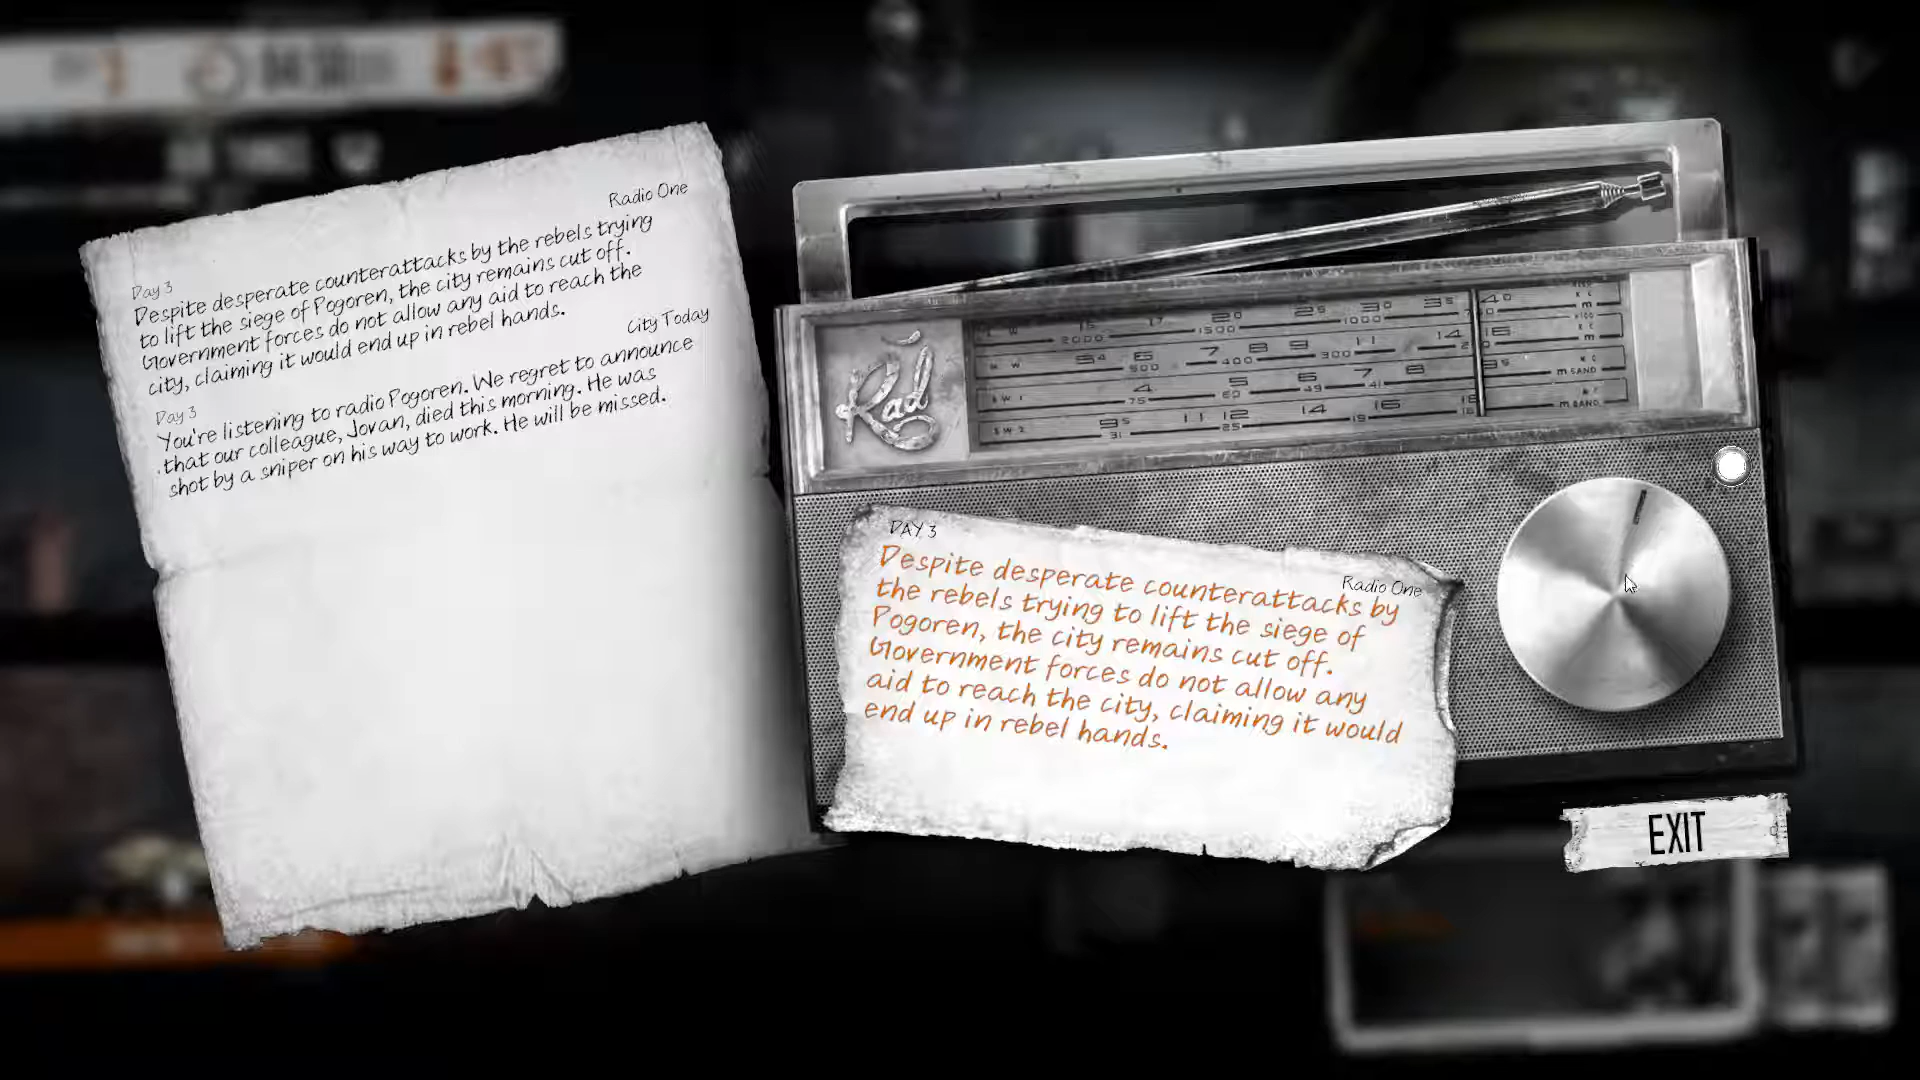 Radio One
Day 3
Despite desperate counterattacks by the rebels trying
to lift the siege of Pogoren, the city remains cut off.
Government forces do not allow any aid to reach the
city, claiming it would end up in rebel hands.
City Today
Day 3
You're listening to radio Pogoren. We regret to announce
that our colleague, Jovan, died this morning. He was
shot by a sniper on his way to work. He will be missed.
Rad
DAY 3
Radio One
Despite desperate counterattacks by
the rebels trying to lift the siege of
Pogoren, the city remains cut off.
Government forces do not allow any
aid to reach the city, claiming it would
end up in rebel hands.
EXIT